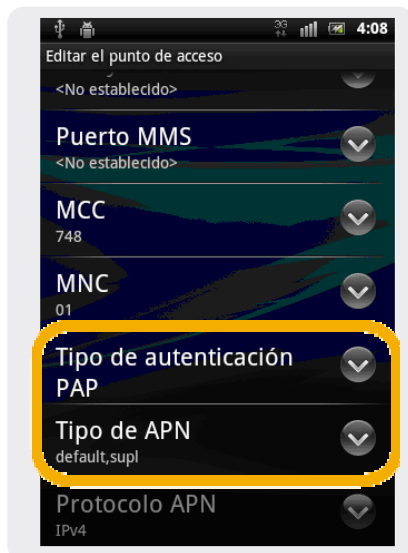 3G 4:08
Editar el punto de acceso
<No establecido>
Puerto MMS
<No establecido>
MCC
748
MNC
01
Tipo de autenticación
PAP
Tipo de APN
default,supl
Protocolo APN
IPv4